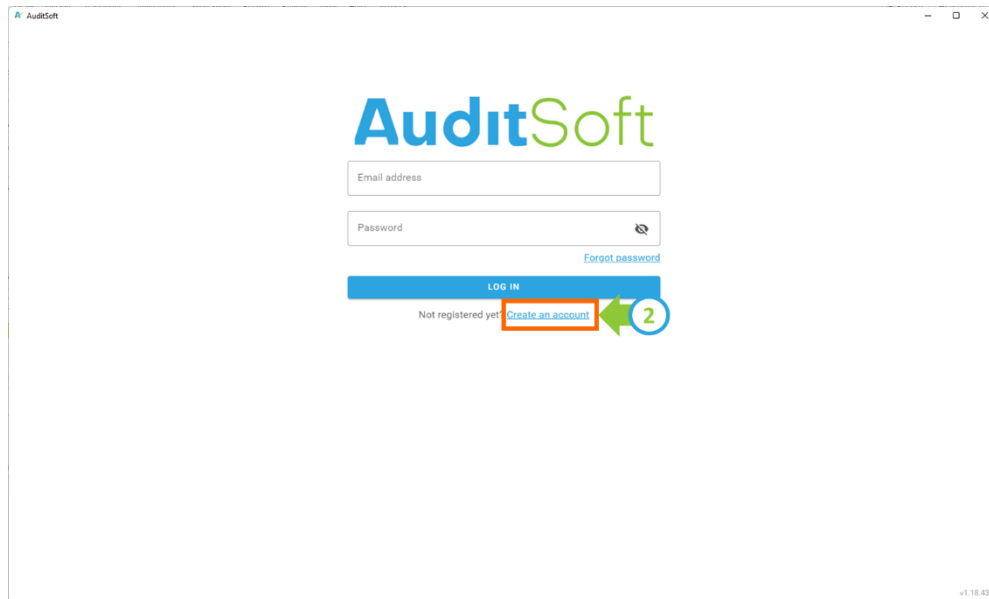 AuditSoft
AuditSoft
Email address
Password
Forgot password
LOG IN
Not registered yet? Create an account
2
v1.18.43